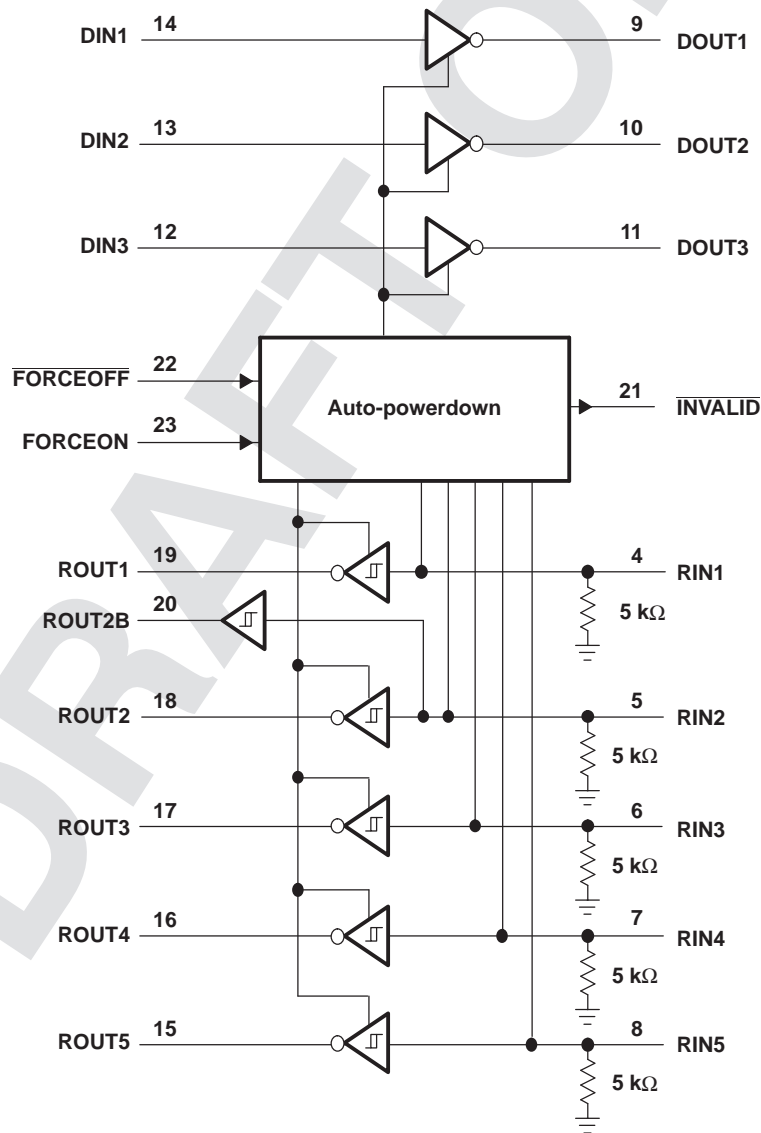 DIN1 14 9 DOUT1
DIN2 13 10 DOUT2
DIN3 12 11 DOUT3
FORCEOFF 22
Auto-powerdown
21 INVALID
FORCEON 23
ROUT1 19 4 RIN1
5 kΩ
ROUT2B 20
ROUT2 18 5 RIN2
5 kΩ
ROUT3 17 6 RIN3
5 kΩ
ROUT4 16 7 RIN4
5 kΩ
ROUT5 15 8 RIN5
5 kΩ
DRAFT